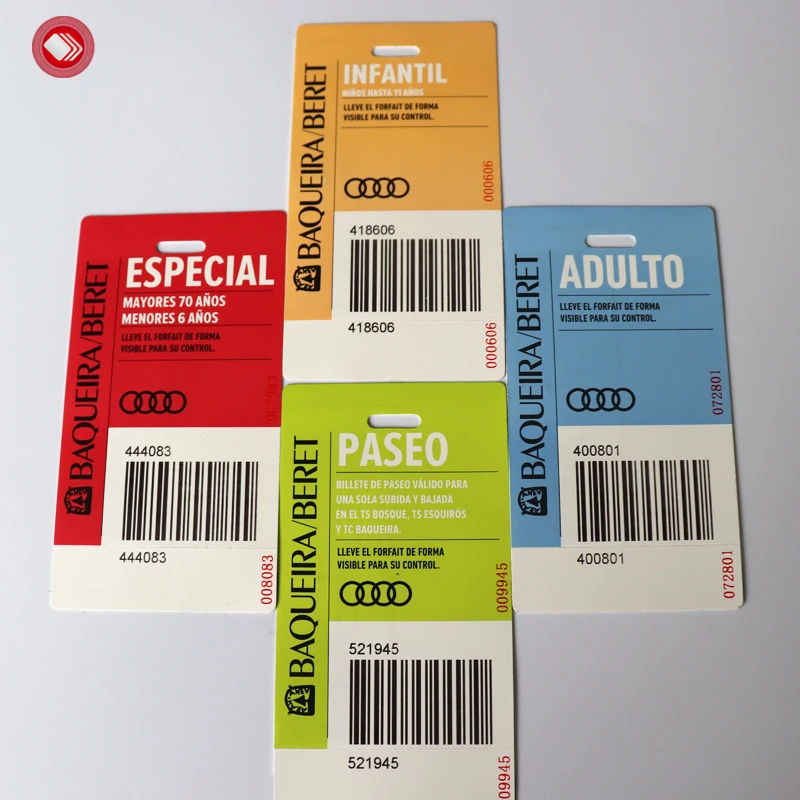 BAQUEIRA/BERET
INFANTIL
NIÑOS HASTA 11 AÑOS
LLEVE EL FORFAIT DE FORMA
VISIBLE PARA SU CONTROL.
000606
418606
418606
000606
BAQUEIRA/BERET
ESPECIAL
MAYORES 70 AÑOS
MENORES 6 AÑOS
LLEVE EL FORFAIT DE FORMA
VISIBLE PARA SU CONTROL.
444083
444083
008083
BAQUEIRA/BERET
ADULTO
LLEVE EL FORFAIT DE FORMA
VISIBLE PARA SU CONTROL.
072801
400801
400801
072801
BAQUEIRA/BERET
PASEO
BILLETE DE PASEO VÁLIDO PARA
UNA SOLA SUBIDA Y BAJADA
EN EL TS BOSQUE, TS ESQUIRÓS
Y TC BAQUEIRA.
LLEVE EL FORFAIT DE FORMA
VISIBLE PARA SU CONTROL.
009945
521945
521945
09945